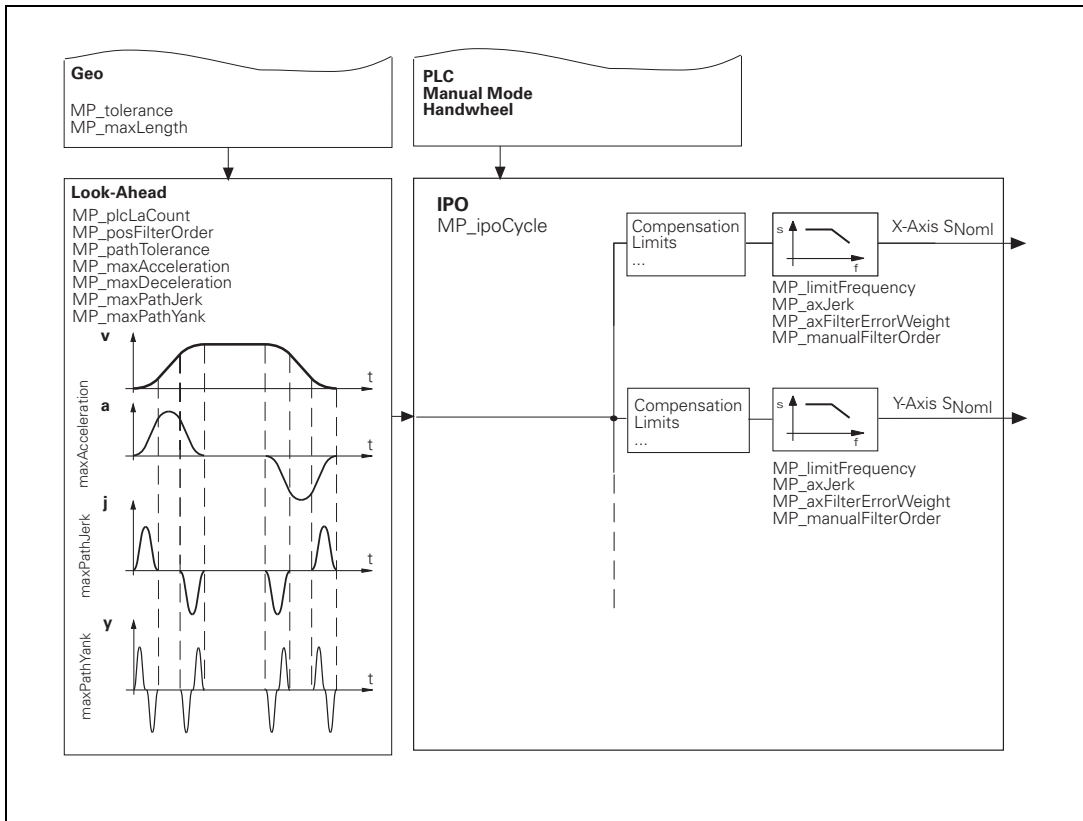 Geo
MP_tolerance
MP_maxLength
PLC
Manual Mode
Handwheel
Look-Ahead
MP_plcLaCount
MP_posFilterOrder
MP_pathTolerance
MP_maxAcceleration
MP_maxDeceleration
MP_maxPathJerk
MP_maxPathYank
v
t
maxAcceleration
a
t
maxPathJerk
j
t
maxPathYank
y
t
IPO
MP_ipoCycle
Compensation
Limits
...
s
f
X-Axis SNoml
MP_limitFrequency
MP_axJerk
MP_axFilterErrorWeight
MP_manualFilterOrder
Compensation
Limits
...
s
f
Y-Axis SNoml
MP_limitFrequency
MP_axJerk
MP_axFilterErrorWeight
MP_manualFilterOrder